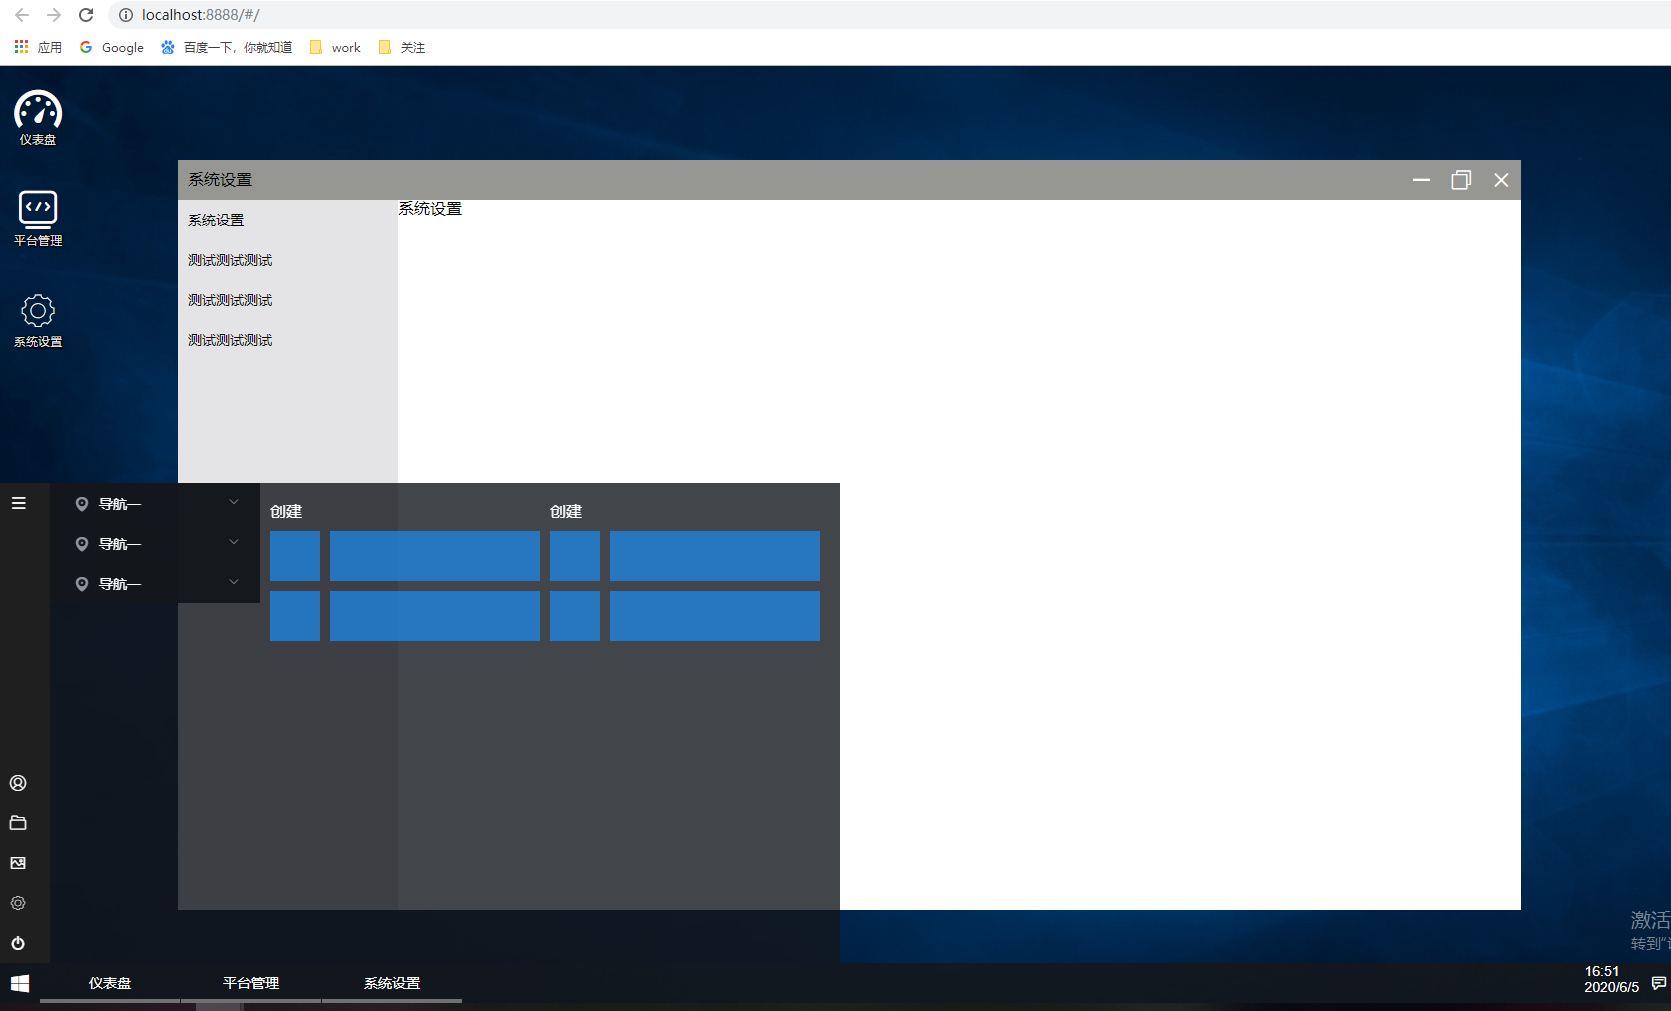 localhost:8888/#/
应用 Google 百度一下，你就知道 work 关注
仪表盘
平台管理
系统设置
系统设置
系统设置
测试测试测试
测试测试测试
测试测试测试
系统设置
导航一
导航一
导航一
创建
创建
激活
转到"
仪表盘 平台管理 系统设置
16:51
2020/6/5